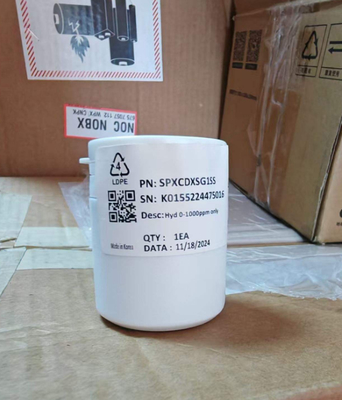 NOC NOBX
4
LDPE
PN: SPXCDXSG1SS
SN: K0155224475016
Desc:Hyd 0-1000ppm only
QTY : 1EA
DATA : 11/18/2024
Made in Korea